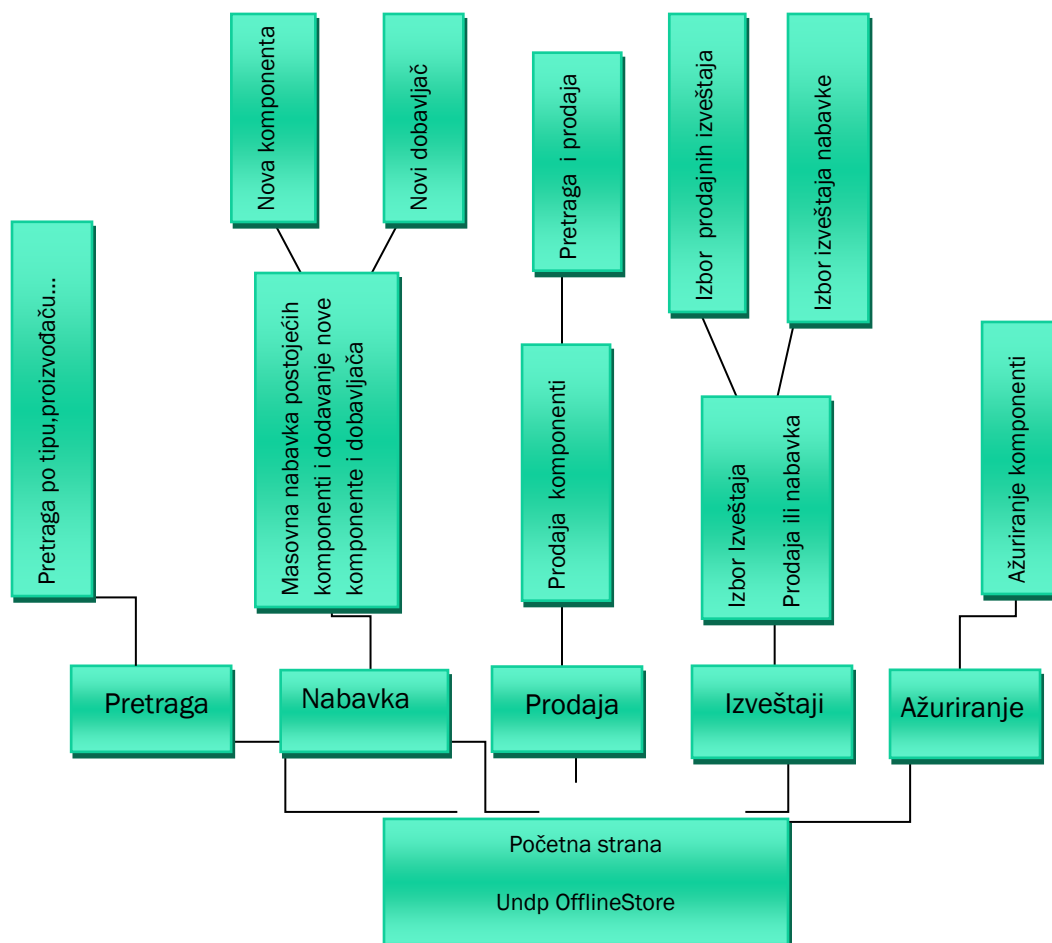 Nova komponenta
Novi dobavljač
Pretraga i prodaja
Izbor prodajnih izveštaja
Izbor izveštaja nabavke
Pretraga po tipu,proizvođaču...
Masovna nabavka postojećih
komponenti i dodavanje nove
komponente i dobavljača
Prodaja komponenti
Izbor Izveštaja
Prodaja ili nabavka
Ažuriranje komponenti
Pretraga
Nabavka
Prodaja
Izveštaji
Ažuriranje
Početna strana
Undp OfflineStore